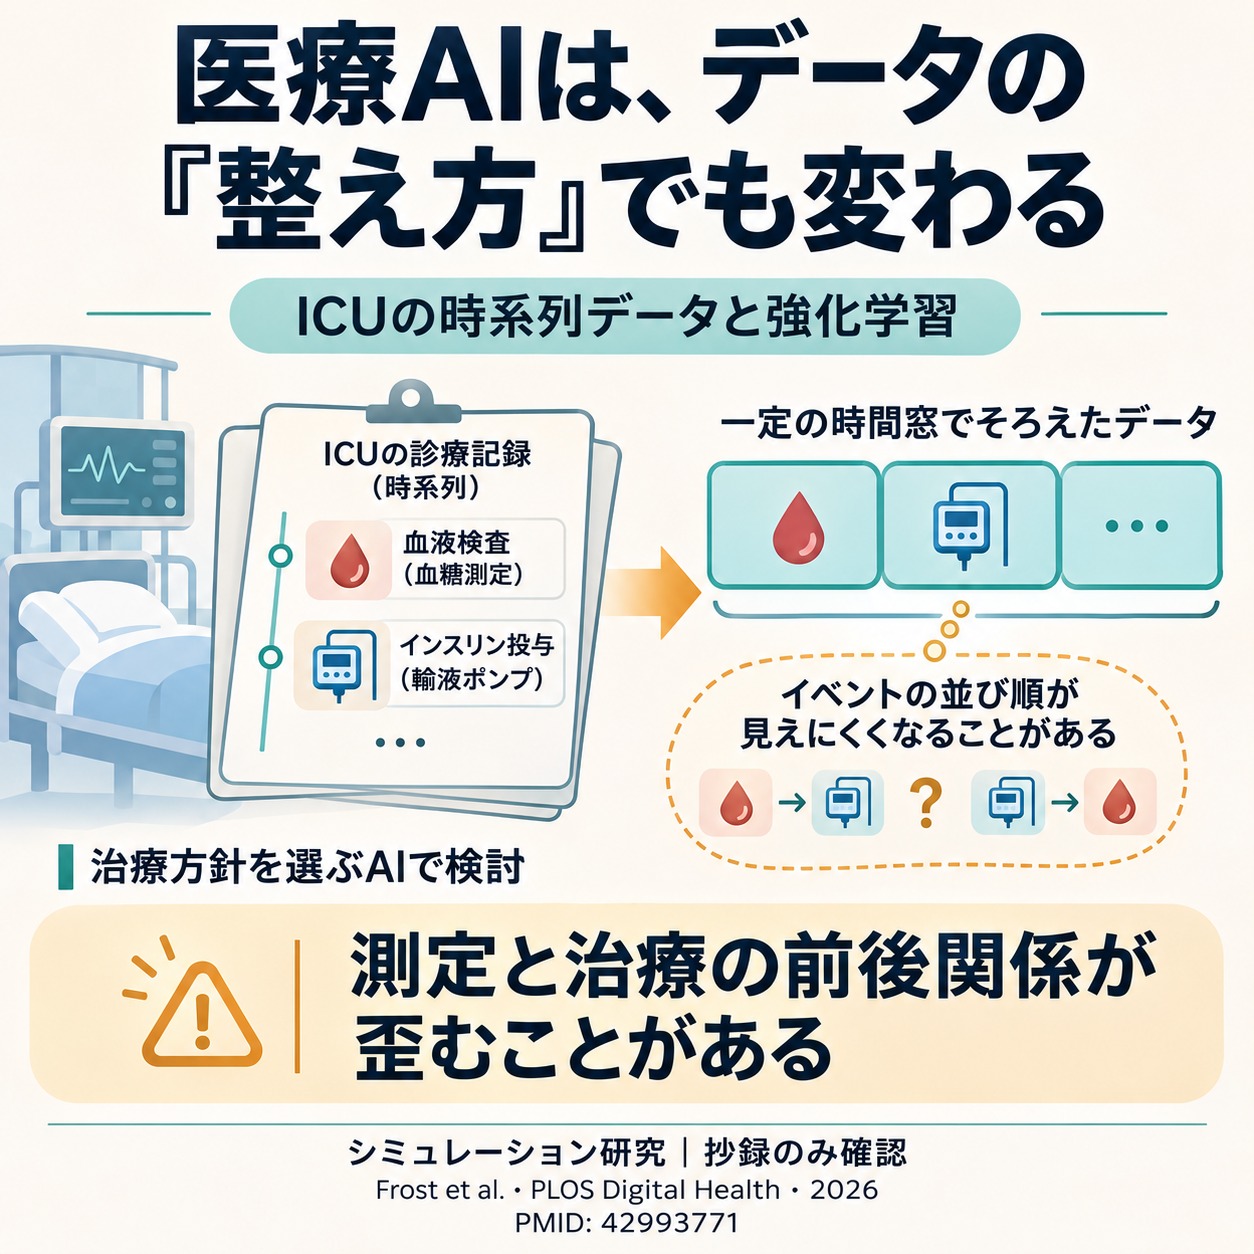 医療AIは、データの
『整え方』でも変わる
ICUの時系列データと強化学習
ICUの診療記録
（時系列）
血液検査
（血糖測定）
インスリン投与
（輸液ポンプ）
...
一定の時間窓でそろえたデータ
...
イベントの並び順が
見えにくくなることがある
→ ? →
治療方針を選ぶAIで検討
!
測定と治療の前後関係が
歪むことがある
シミュレーション研究｜抄録のみ確認
Frost et al.・PLOS Digital Health・2026
PMID: 42993771